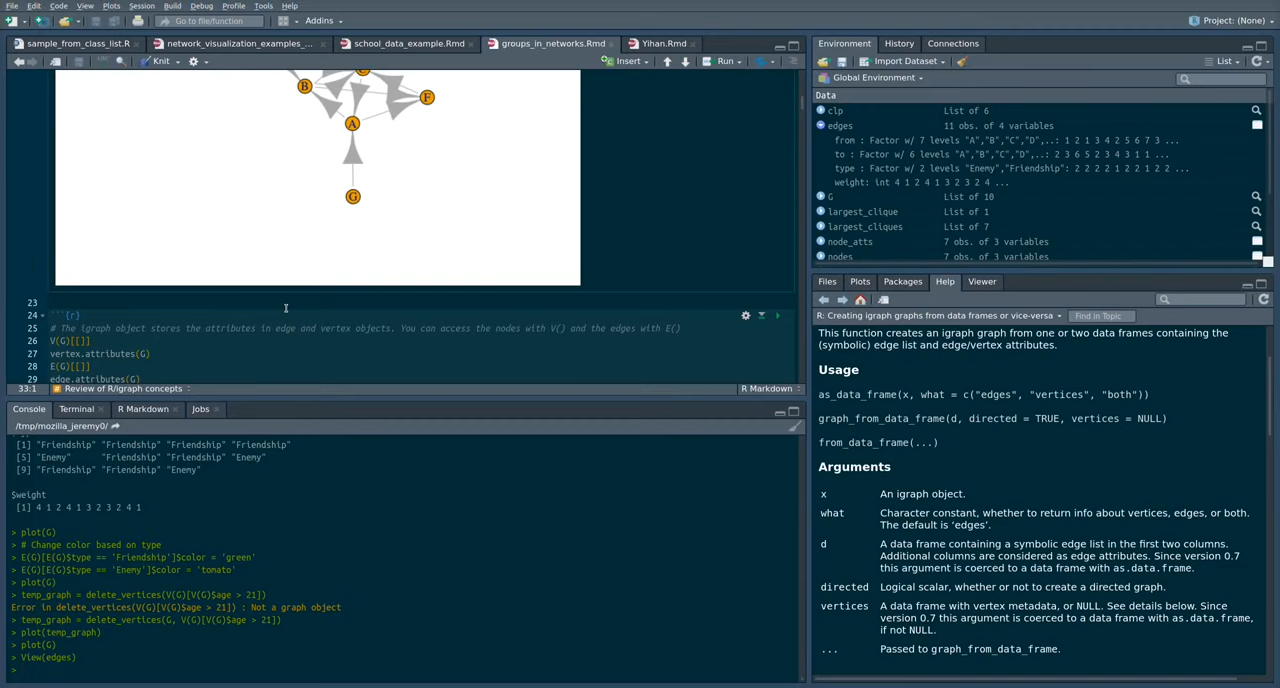 File Edit Code View Plots Session Build Debug Profile Tools Help
Go to file/function Addins Project: (None)
sample_from_class_list.R network_visualization_examples_... school_data_example.Rmd groups_in_networks.Rmd Yihan.Rmd
Knit Insert Run
B
F
A
G
23
24 ```{r}
25 # The igraph object stores the attributes in edge and vertex objects. You can access the nodes with V() and the edges with E()
26 V(G)[[]]
27 vertex.attributes(G)
28 E(G)[[]]
29 edge.attributes(G)
33:1 Review of R/igraph concepts R Markdown
Console Terminal R Markdown Jobs
/tmp/mozilla_jeremy0/
[1] "Friendship" "Friendship" "Friendship" "Friendship"
[5] "Enemy" "Friendship" "Friendship" "Enemy"
[9] "Friendship" "Friendship" "Enemy"
$weight
[1] 4 1 2 4 1 3 2 3 2 4 1
> plot(G)
> # Change color based on type
> E(G)[E(G)$type == 'Friendship']$color = 'green'
> E(G)[E(G)$type == 'Enemy']$color = 'tomato'
> plot(G)
> temp_graph = delete_vertices(V(G)[V(G)$age > 21])
Error in delete_vertices(V(G)[V(G)$age > 21]) : Not a graph object
> temp_graph = delete_vertices(G, V(G)[V(G)$age > 21])
> plot(temp_graph)
> plot(G)
> View(edges)
>
Environment History Connections
Import Dataset List
Global Environment
Data
clp List of 6
edges 11 obs. of 4 variables
from : Factor w/ 7 levels "A","B","C","D",..: 1 2 1 3 4 2 5 6 7 3 ...
to : Factor w/ 6 levels "A","B","C","D",..: 2 3 6 5 2 3 4 3 1 1 ...
type : Factor w/ 2 levels "Enemy","Friendship": 2 2 2 2 1 2 2 1 2 2 ...
weight: int 4 1 2 4 1 3 2 3 2 4 ...
G List of 10
largest_clique List of 1
largest_cliques List of 7
node_atts 7 obs. of 3 variables
nodes 7 obs. of 3 variables
Files Plots Packages Help Viewer
R: Creating igraph graphs from data frames or vice-versa Find in Topic
This function creates an igraph graph from one or two data frames containing the
(symbolic) edge list and edge/vertex attributes.
Usage
as_data_frame(x, what = c("edges", "vertices", "both"))
graph_from_data_frame(d, directed = TRUE, vertices = NULL)
from_data_frame(...)
Arguments
x An igraph object.
what Character constant, whether to return info about vertices, edges, or both.
The default is ‘edges’.
d A data frame containing a symbolic edge list in the first two columns.
Additional columns are considered as edge attributes. Since version 0.7
this argument is coerced to a data frame with as.data.frame.
directed Logical scalar, whether or not to create a directed graph.
vertices A data frame with vertex metadata, or NULL. See details below. Since
version 0.7 this argument is coerced to a data frame with as.data.frame,
if not NULL.
... Passed to graph_from_data_frame.